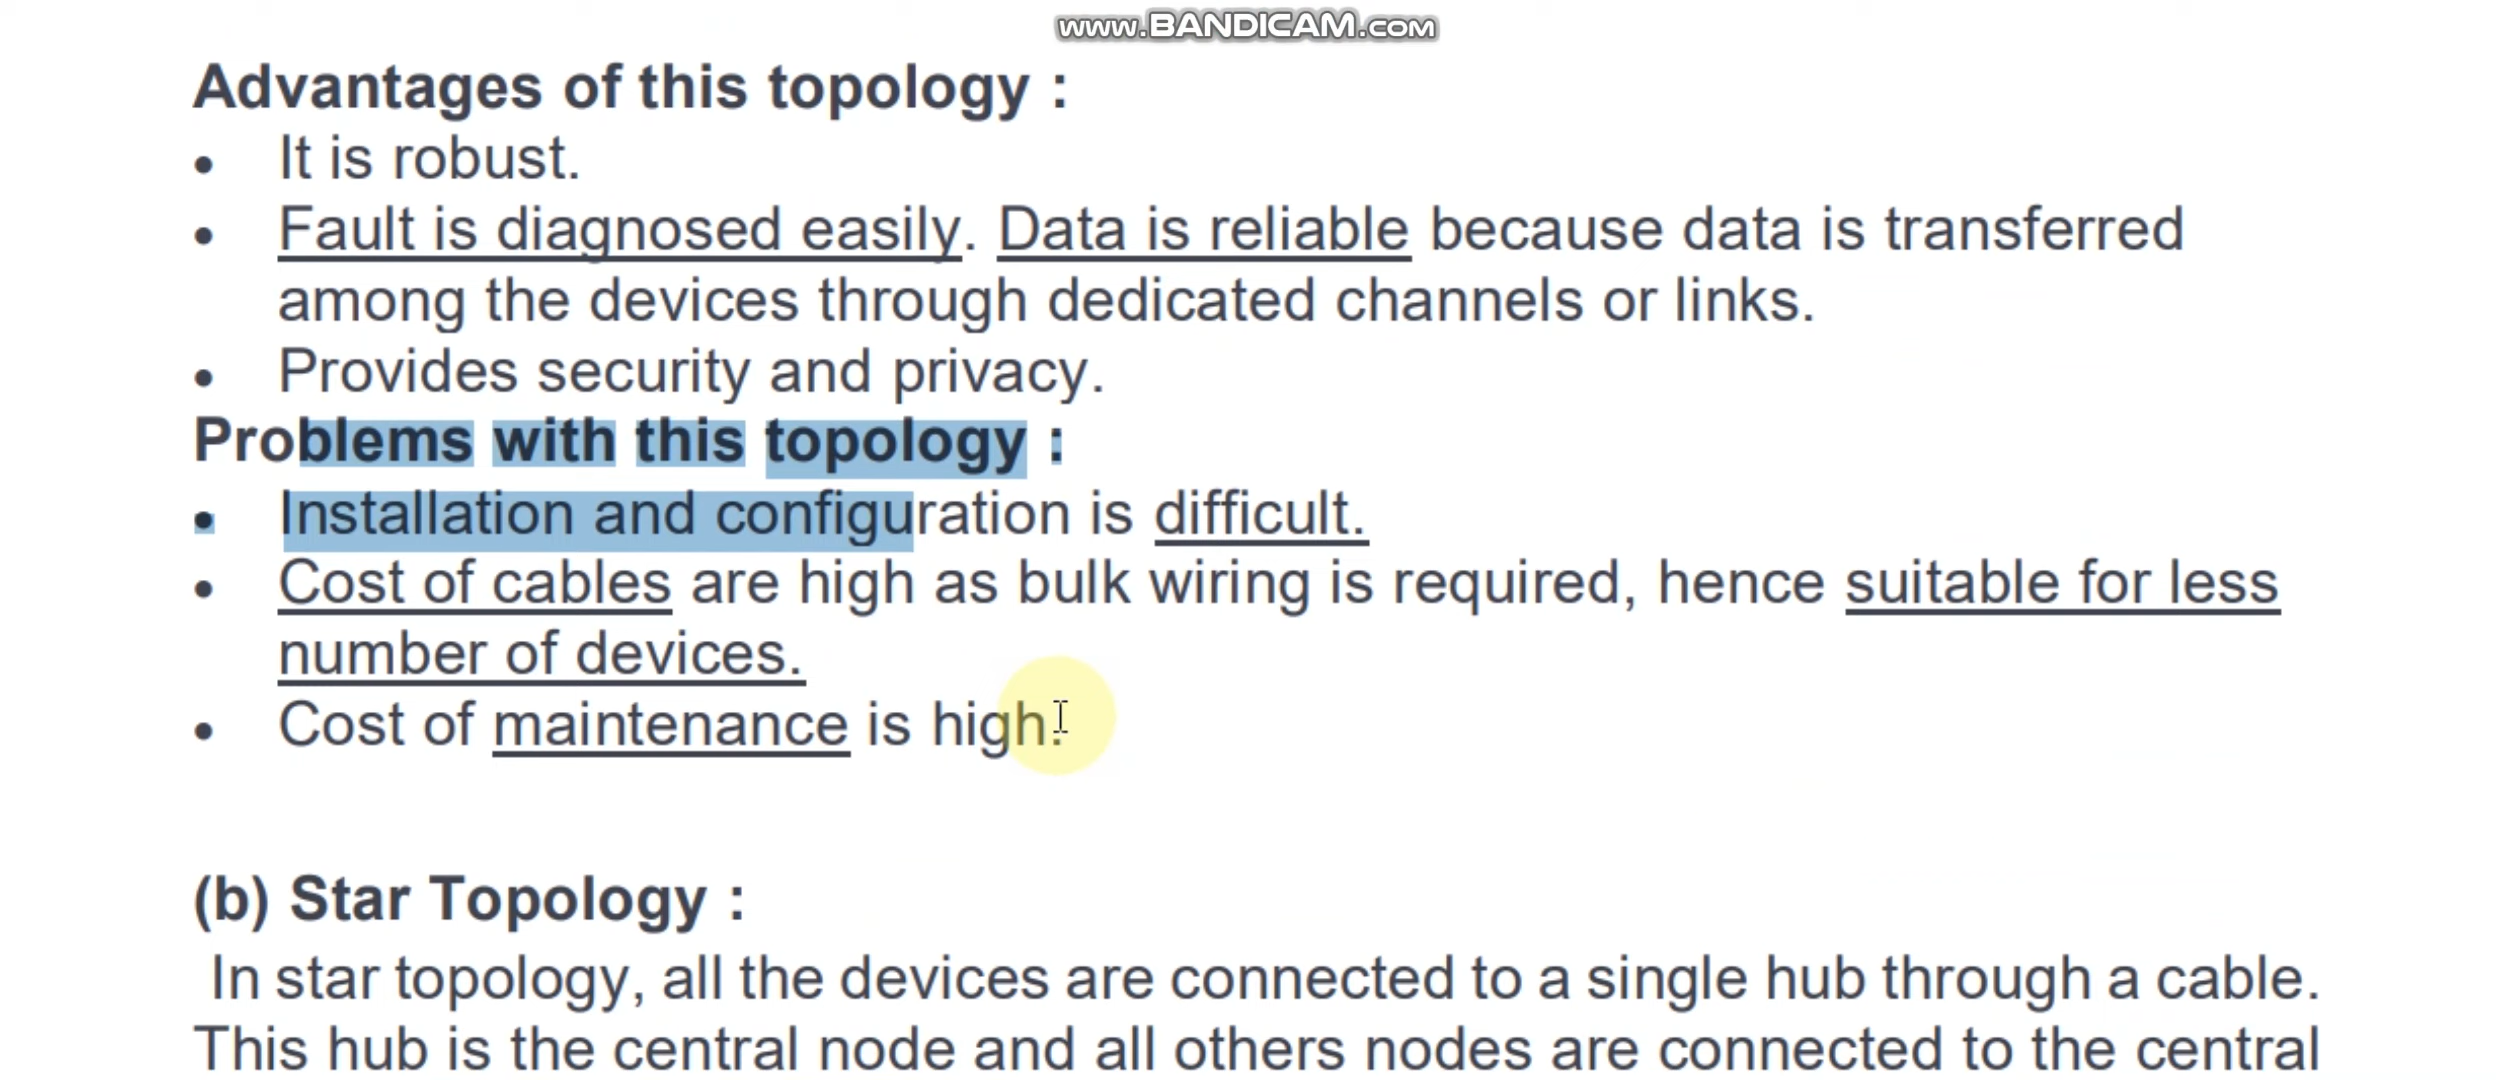 www.BANDICAM.com
Advantages of this topology :
• It is robust.
• Fault is diagnosed easily. Data is reliable because data is transferred
among the devices through dedicated channels or links.
• Provides security and privacy.
Problems with this topology :
• Installation and configuration is difficult.
• Cost of cables are high as bulk wiring is required, hence suitable for less
number of devices.
• Cost of maintenance is high.
(b) Star Topology :
In star topology, all the devices are connected to a single hub through a cable.
This hub is the central node and all others nodes are connected to the central